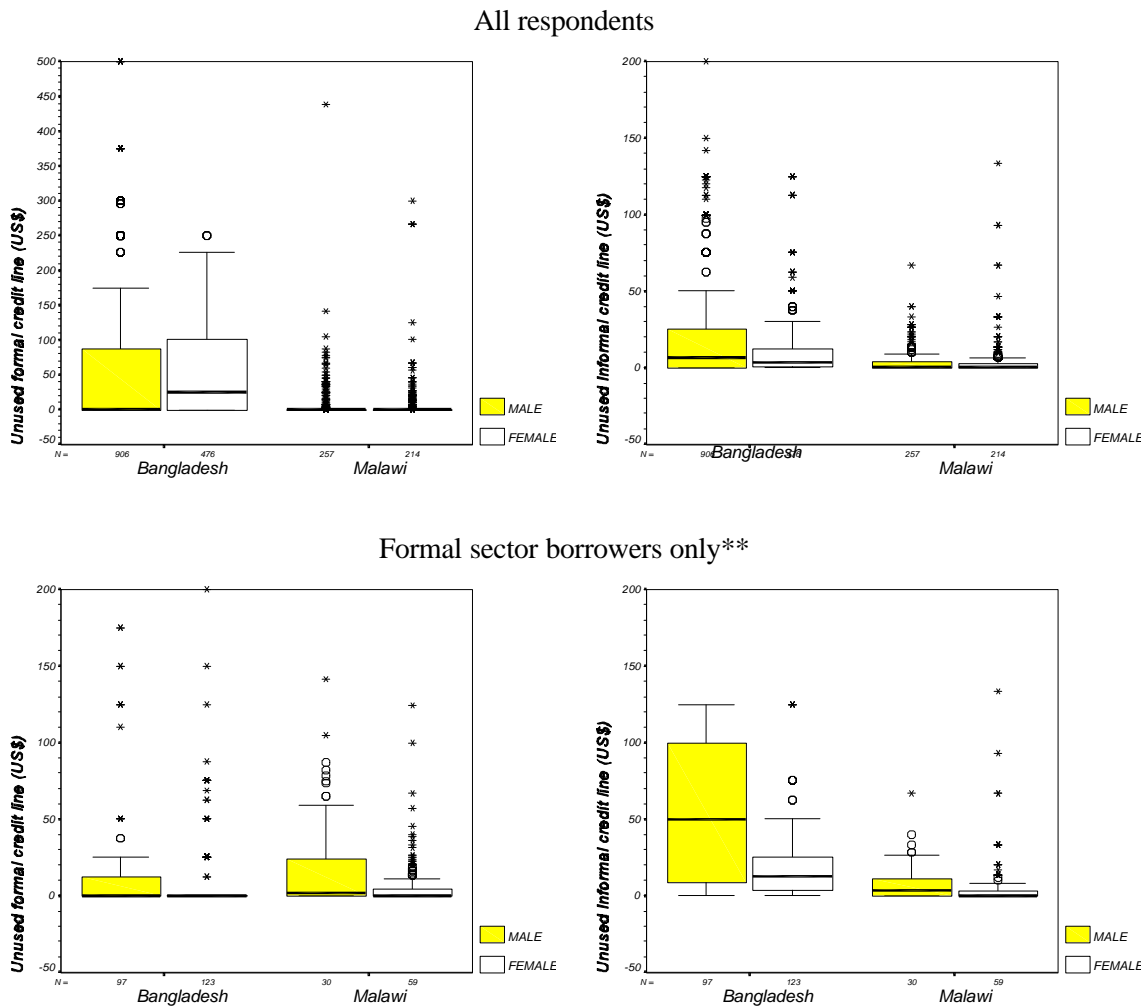 All respondents
Unused formal credit line (US$)
500
450
400
350
300
250
200
150
100
50
0
-50
N = 906 476 257 214
Bangladesh Malawi
MALE
FEMALE
Unused informal credit line (US$)
200
150
100
50
0
-50
N = 257 214
Bangladesh Malawi
MALE
FEMALE
Formal sector borrowers only**
Unused formal credit line (US$)
200
150
100
50
0
-50
N = 97 123 30 59
Bangladesh Malawi
MALE
FEMALE
Unused informal credit line (US$)
200
150
100
50
0
-50
N = 97 123 30 59
Bangladesh Malawi
MALE
FEMALE